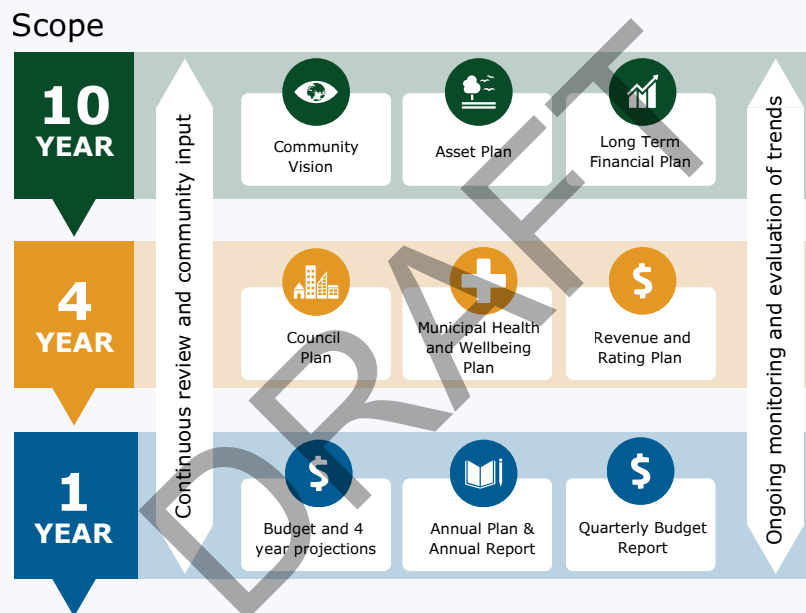 Scope
10
YEAR
Continuous review and community input
Community
Vision
Asset Plan
Long Term
Financial Plan
Ongoing monitoring and evaluation of trends
4
YEAR
Council
Plan
Municipal Health
and Wellbeing
Plan
$
Revenue and
Rating Plan
1
YEAR
$
Budget and 4
year projections
Annual Plan &
Annual Report
$
Quarterly Budget
Report
DRAFT